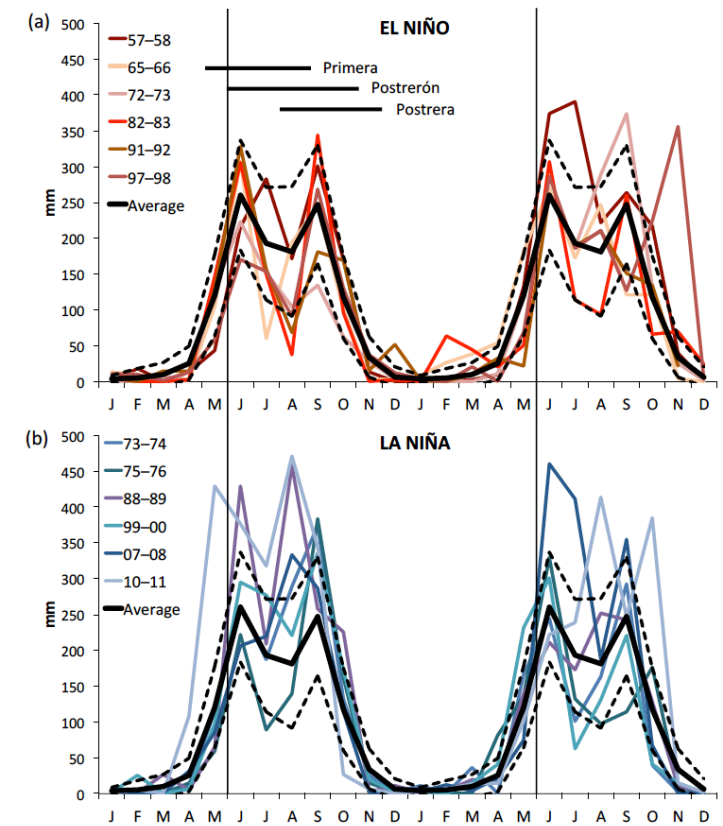 (a)
EL NIÑO
500
450
400
350
300
250
200
150
100
50
0
mm
57–58
65–66
72–73
82–83
91–92
97–98
Average
Primera
Postrerón
Postrera
J F M A M J J A S O N D J F M A M J J A S O N D
(b)
LA NIÑA
500
450
400
350
300
250
200
150
100
50
0
mm
73–74
75–76
88–89
99–00
07–08
10–11
Average
J F M A M J J A S O N D J F M A M J J A S O N D